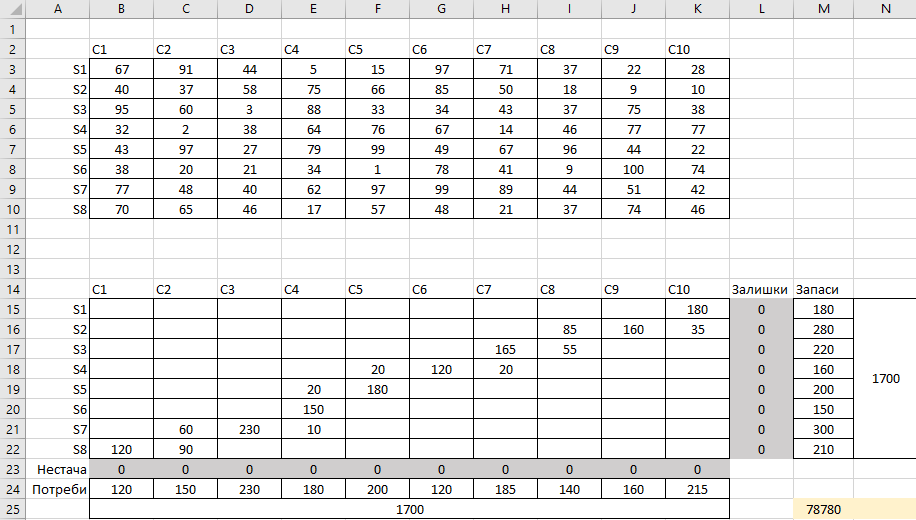 A B C D E F G H I J K L M N
1
2 C1 C2 C3 C4 C5 C6 C7 C8 C9 C10
3 S1 67 91 44 5 15 97 71 37 22 28
4 S2 40 37 58 75 66 85 50 18 9 10
5 S3 95 60 3 88 33 34 43 37 75 38
6 S4 32 2 38 64 76 67 14 46 77 77
7 S5 43 97 27 79 99 49 67 96 44 22
8 S6 38 20 21 34 1 78 41 9 100 74
9 S7 77 48 40 62 97 99 89 44 51 42
10 S8 70 65 46 17 57 48 21 37 74 46
11
12
13
14 C1 C2 C3 C4 C5 C6 C7 C8 C9 C10 Залишки Запаси
15 S1 180 0 180
16 S2 85 160 35 0 280
17 S3 165 55 0 220
18 S4 20 120 20 0 160
1700
19 S5 20 180 0 200
20 S6 150 0 150
21 S7 60 230 10 0 300
22 S8 120 90 0 210
23 Нестача 0 0 0 0 0 0 0 0 0 0
24 Потреби 120 150 230 180 200 120 185 140 160 215
25 1700 78780